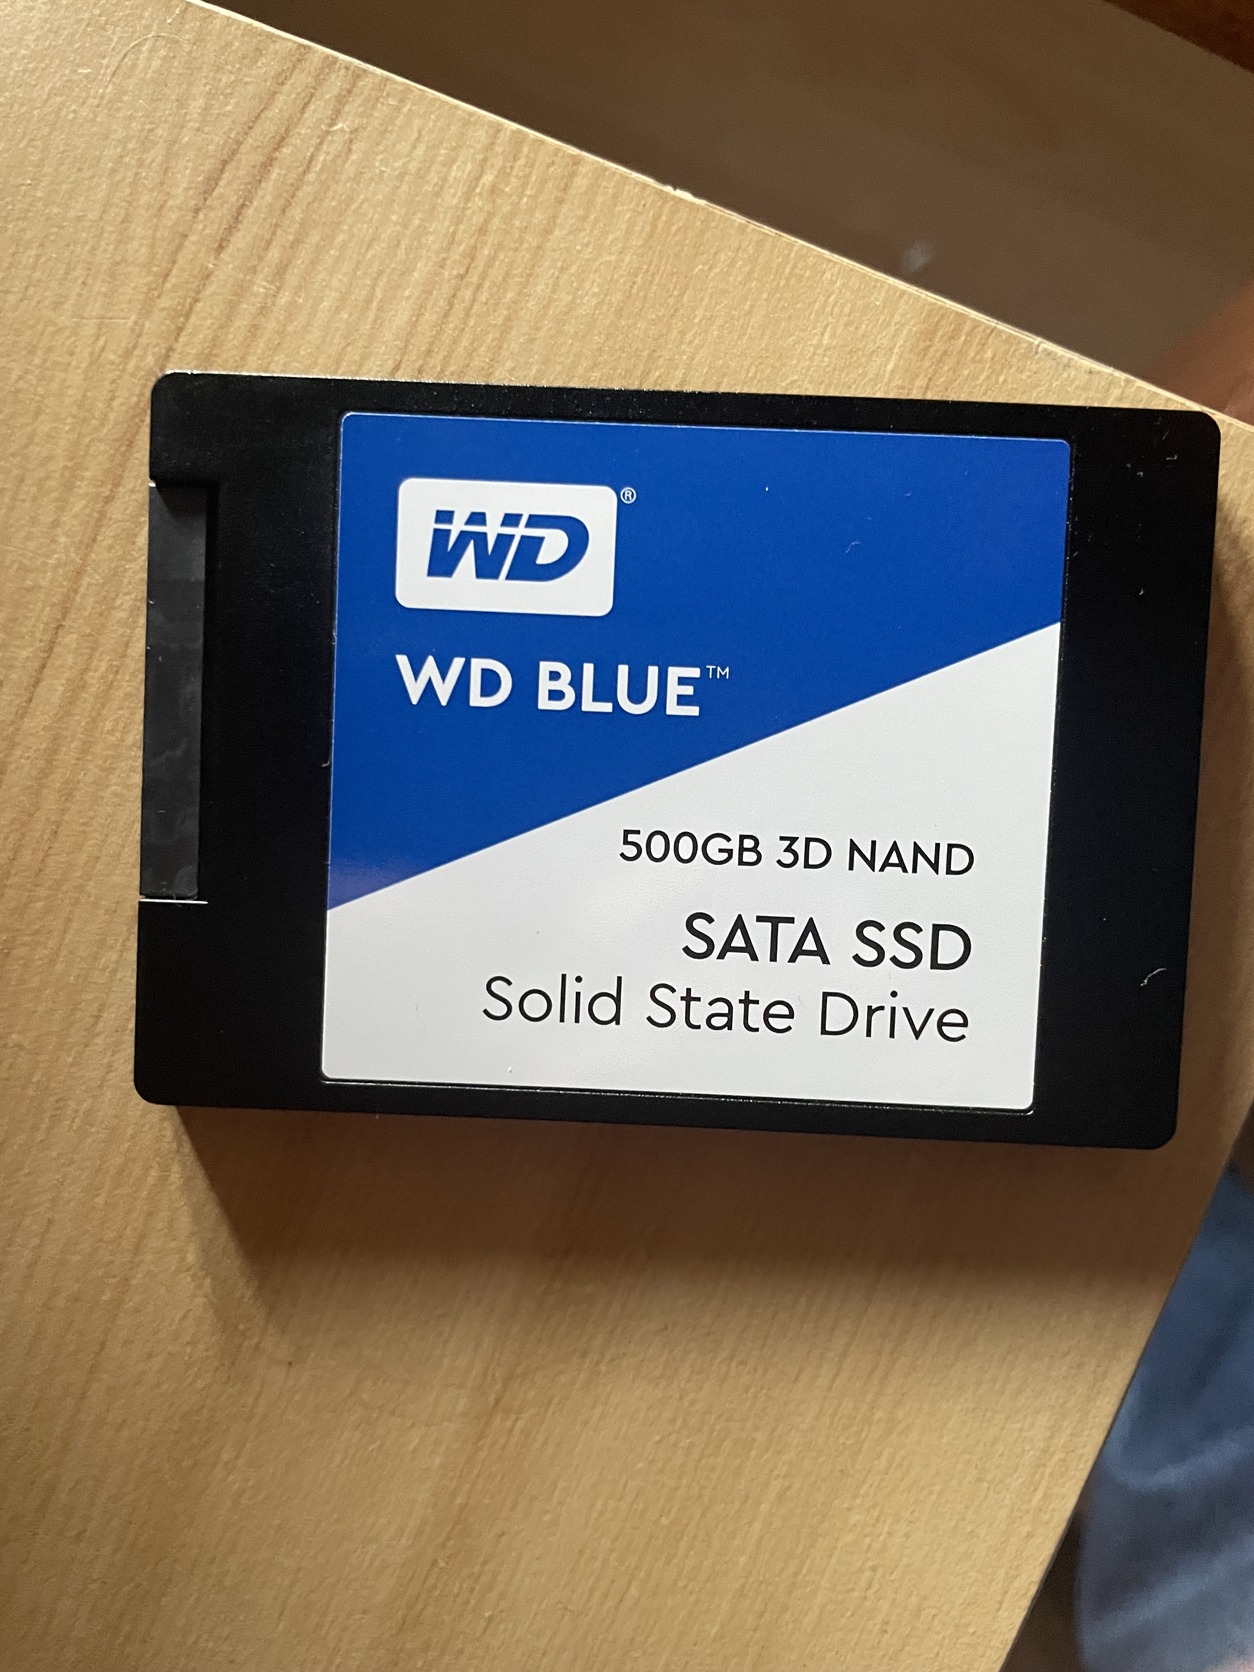 WD®
WD BLUE™
500GB 3D NAND
SATA SSD
Solid State Drive